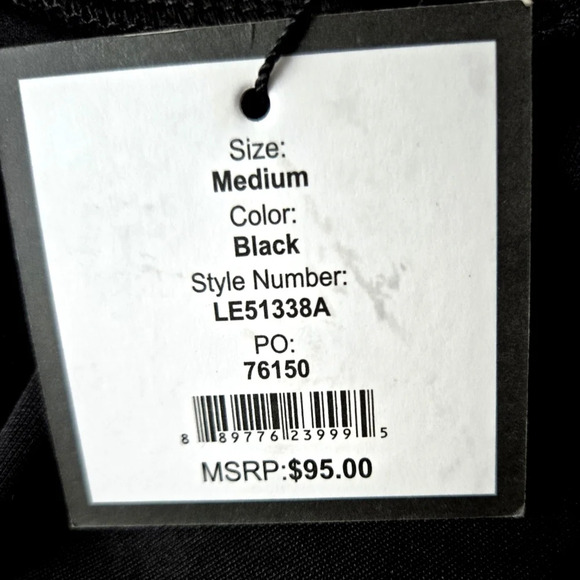 Size:
Medium
Color:
Black
Style Number:
LE51338A
PO:
76150
8 89776 23999 5
MSRP:$95.00